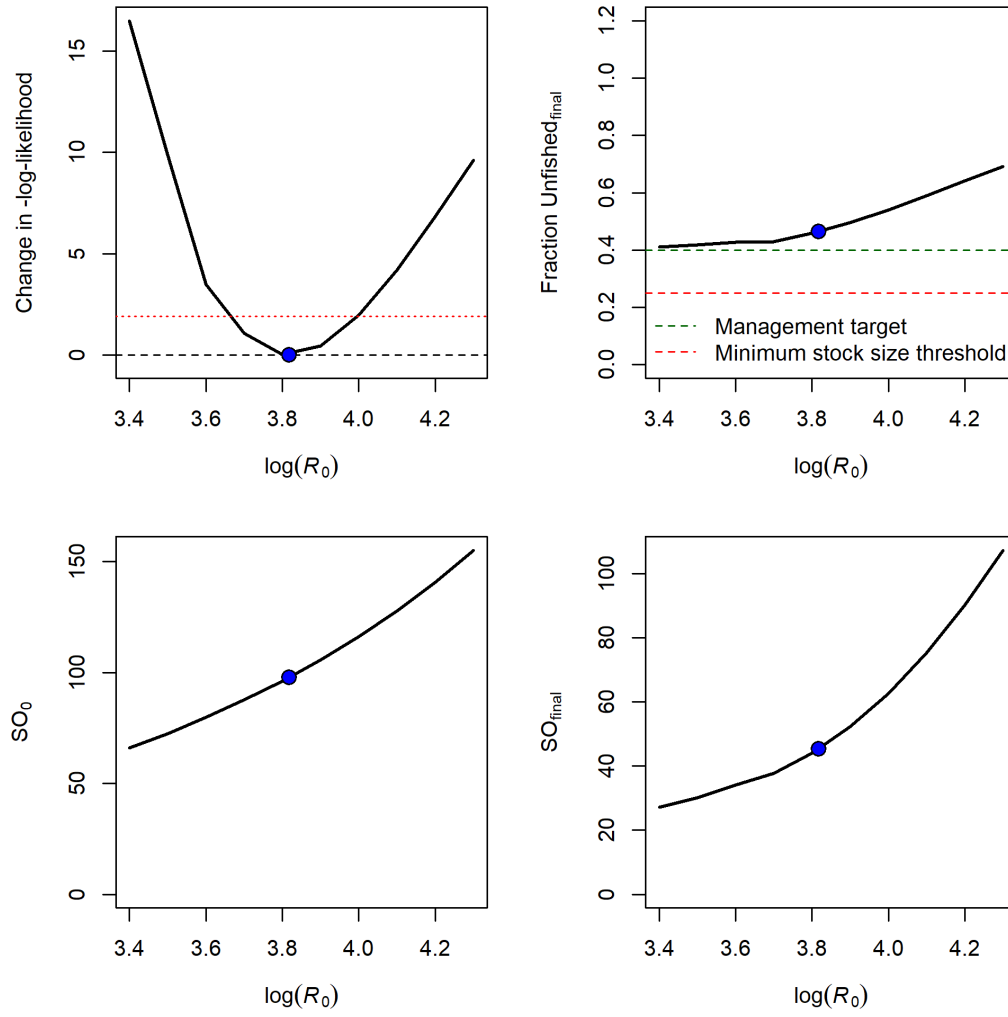 Change in -log-likelihood
15
10
5
0
3.4 3.6 3.8 4.0 4.2
log(R0)
Fraction Unfishedfinal
1.2
1.0
0.8
0.6
0.4
0.2
0.0
Management target
Minimum stock size threshold
3.4 3.6 3.8 4.0 4.2
log(R0)
SO0
150
100
50
0
3.4 3.6 3.8 4.0 4.2
log(R0)
SOfinal
100
80
60
40
20
0
3.4 3.6 3.8 4.0 4.2
log(R0)